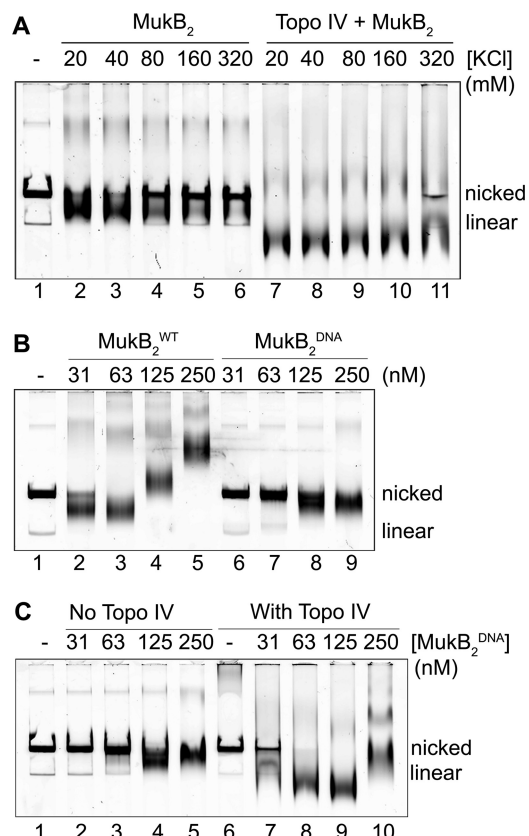 A
MukB2 Topo IV + MukB2
- 20 40 80 160 320 20 40 80 160 320 [KCl]
(mM)
nicked
linear
1 2 3 4 5 6 7 8 9 10 11
B
MukB2WT MukB2DNA
- 31 63 125 250 31 63 125 250 (nM)
nicked
linear
1 2 3 4 5 6 7 8 9
C
No Topo IV With Topo IV
- 31 63 125 250 - 31 63 125 250 [MukB2DNA]
(nM)
nicked
linear
1 2 3 4 5 6 7 8 9 10